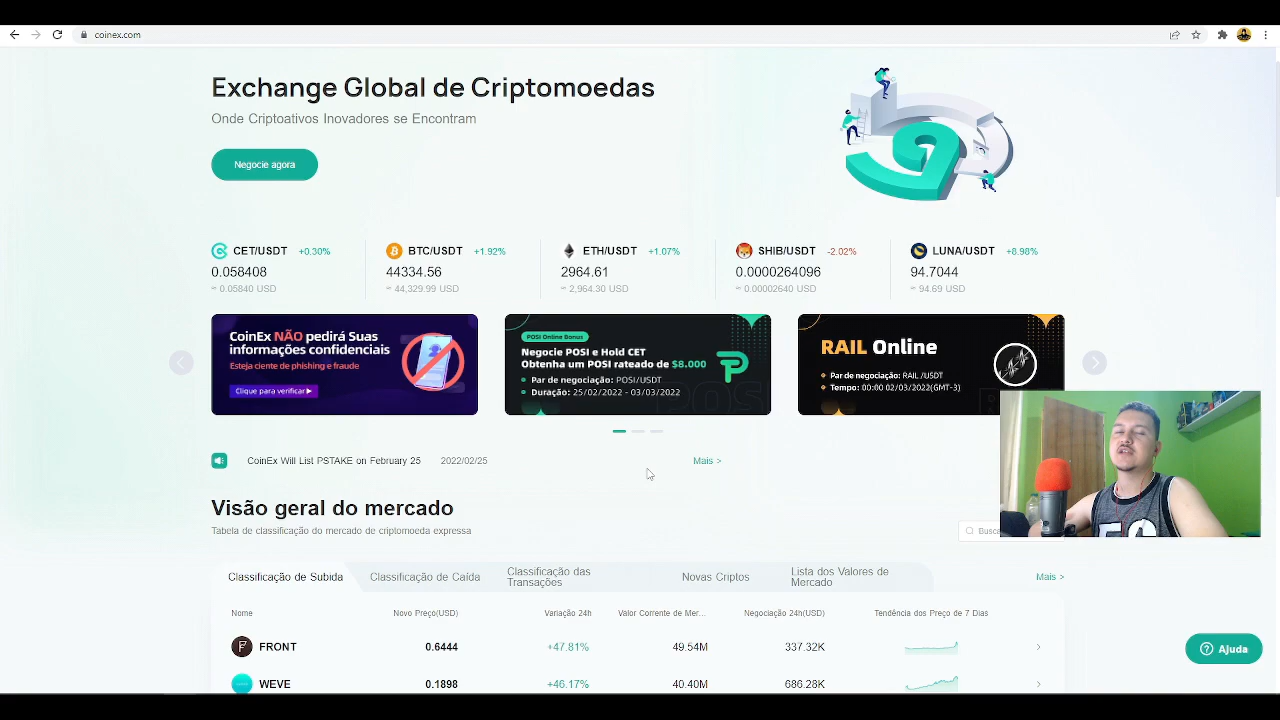 coinex.com
Exchange Global de Criptomoedas
Onde Criptoativos Inovadores se Encontram
Negocie agora
CET/USDT +0.30%
0.058408
≈ 0.05840 USD
BTC/USDT +1.92%
44334.56
≈ 44,329.99 USD
ETH/USDT +1.07%
2964.61
≈ 2,964.30 USD
SHIB/USDT -2.02%
0.0000264096
≈ 0.00002640 USD
LUNA/USDT +8.98%
94.7044
≈ 94.69 USD
CoinEx NÃO pedirá Suas
informações confidenciais
Esteja ciente de phishing e fraude
Clique para verificar
POSI Online Bonus
Negocie POSI e Hold CET
Obtenha um POSI rateado de $8.000
Par de negociação: POSI/USDT
Duração: 25/02/2022 - 03/03/2022
RAIL Online
Par de negociação: RAIL /USDT
Tempo: 00:00 02/03/2022(GMT-3)
CoinEx Will List PSTAKE on February 25 2022/02/25 Mais >
Visão geral do mercado
Tabela de classificação do mercado de criptomoeda expressa
Busca
Classificação de Subida
Classificação de Caída
Classificação das
Transações
Novas Criptos
Lista dos Valores de
Mercado
Mais >
Nome Novo Preço(USD) Variação 24h Valor Corrente de Mer... Negociação 24h(USD) Tendência dos Preço de 7 Dias
FRONT 0.6444 +47.81% 49.54M 337.32K
WEVE 0.1898 +46.17% 40.40M 686.28K
Ajuda